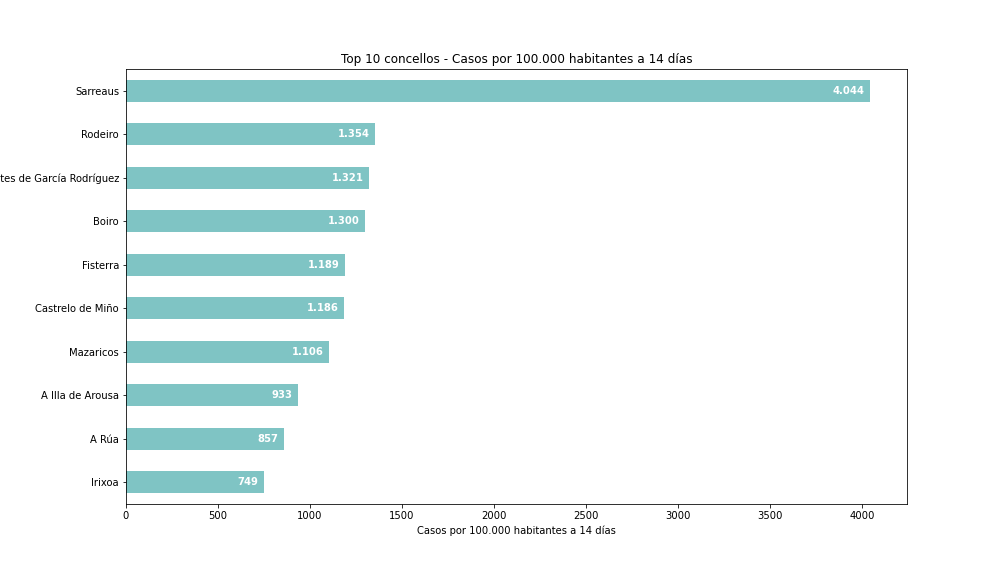 Top 10 concellos - Casos por 100.000 habitantes a 14 días
Sarreaus 4.044
Rodeiro 1.354
tes de García Rodríguez 1.321
Boiro 1.300
Fisterra 1.189
Castrelo de Miño 1.186
Mazaricos 1.106
A Illa de Arousa 933
A Rúa 857
Irixoa 749
0 500 1000 1500 2000 2500 3000 3500 4000
Casos por 100.000 habitantes a 14 días